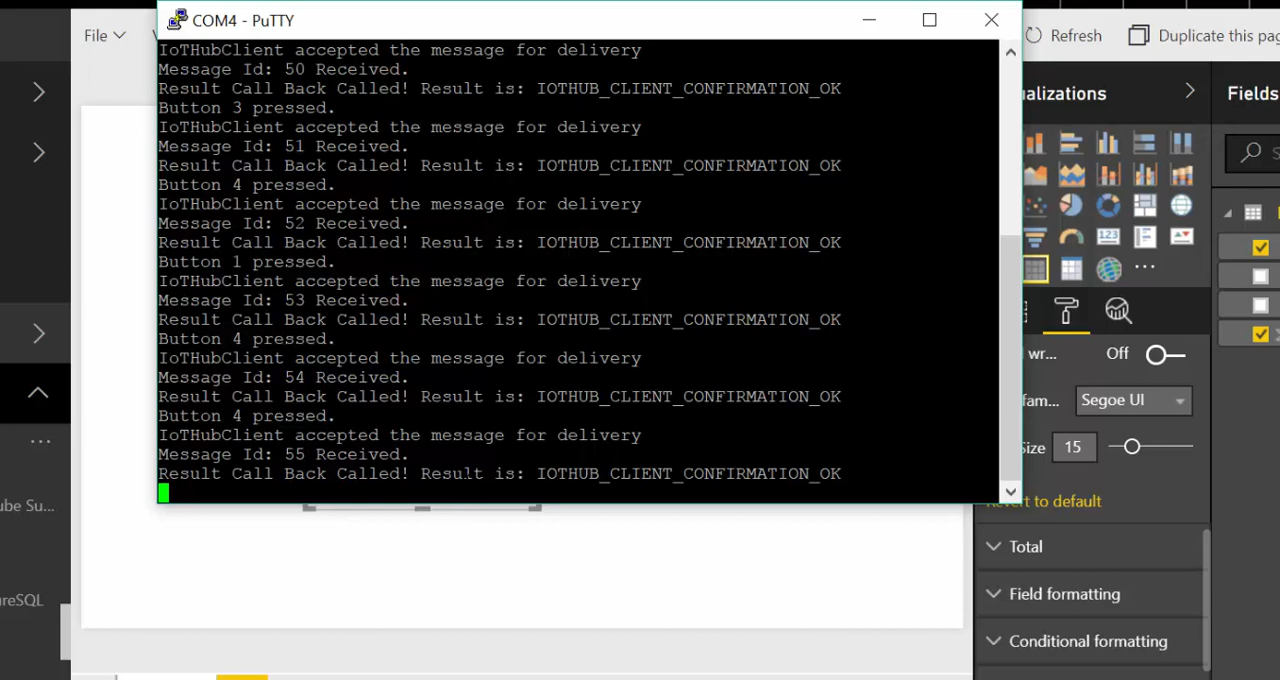 COM4 - PuTTY
File
Refresh
Duplicate this pag
IoTHubClient accepted the message for delivery
Message Id: 50 Received.
Result Call Back Called! Result is: IOTHUB_CLIENT_CONFIRMATION_OK
Button 3 pressed.
IoTHubClient accepted the message for delivery
Message Id: 51 Received.
Result Call Back Called! Result is: IOTHUB_CLIENT_CONFIRMATION_OK
Button 4 pressed.
IoTHubClient accepted the message for delivery
Message Id: 52 Received.
Result Call Back Called! Result is: IOTHUB_CLIENT_CONFIRMATION_OK
Button 1 pressed.
IoTHubClient accepted the message for delivery
Message Id: 53 Received.
Result Call Back Called! Result is: IOTHUB_CLIENT_CONFIRMATION_OK
Button 4 pressed.
IoTHubClient accepted the message for delivery
Message Id: 54 Received.
Result Call Back Called! Result is: IOTHUB_CLIENT_CONFIRMATION_OK
Button 4 pressed.
IoTHubClient accepted the message for delivery
Message Id: 55 Received.
Result Call Back Called! Result is: IOTHUB_CLIENT_CONFIRMATION_OK
ualizations
Fields
123
wr...
Off
fam...
Segoe UI
Size
15
Revert to default
Total
Field formatting
Conditional formatting
ube Su...
ureSQL